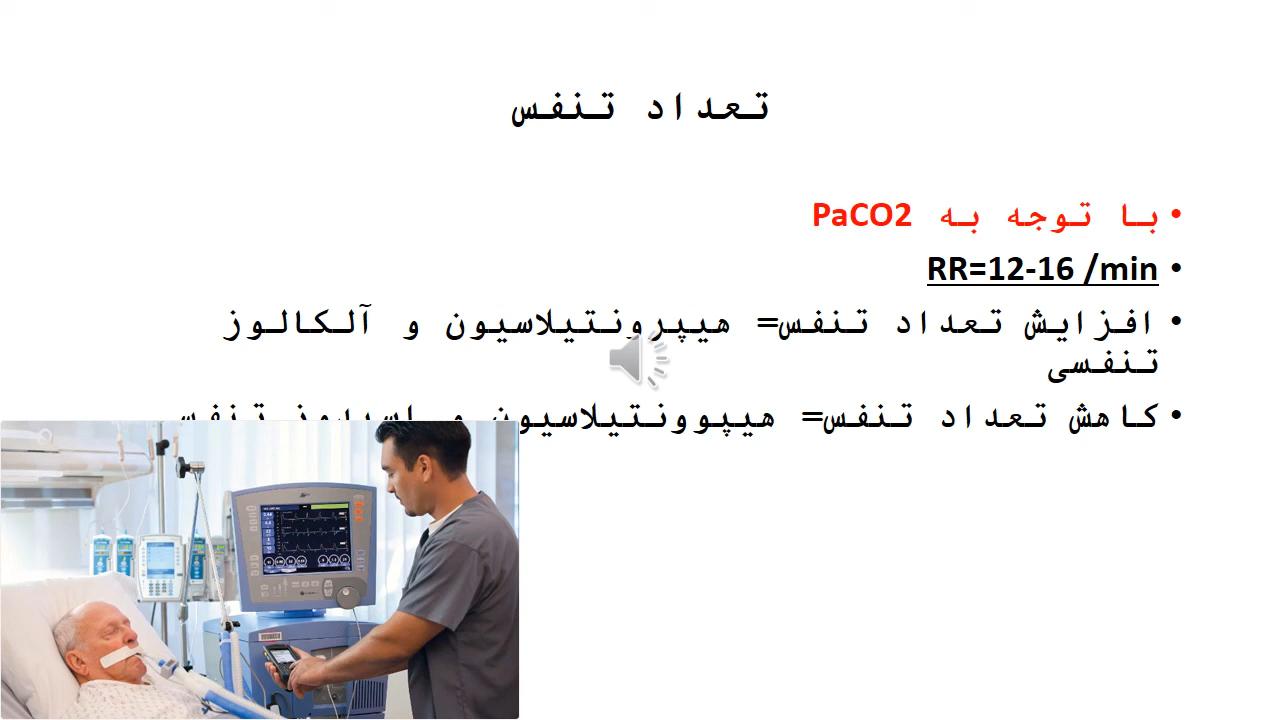 تعداد تنفس
• با توجه به PaCO2
• RR=12-16 /min
• افزایش تعداد تنفس= هیپرونتیلاسیون و آلکالوز
تنفسی
• کاهش تعداد تنفس= هیپوونتیلاسیون و